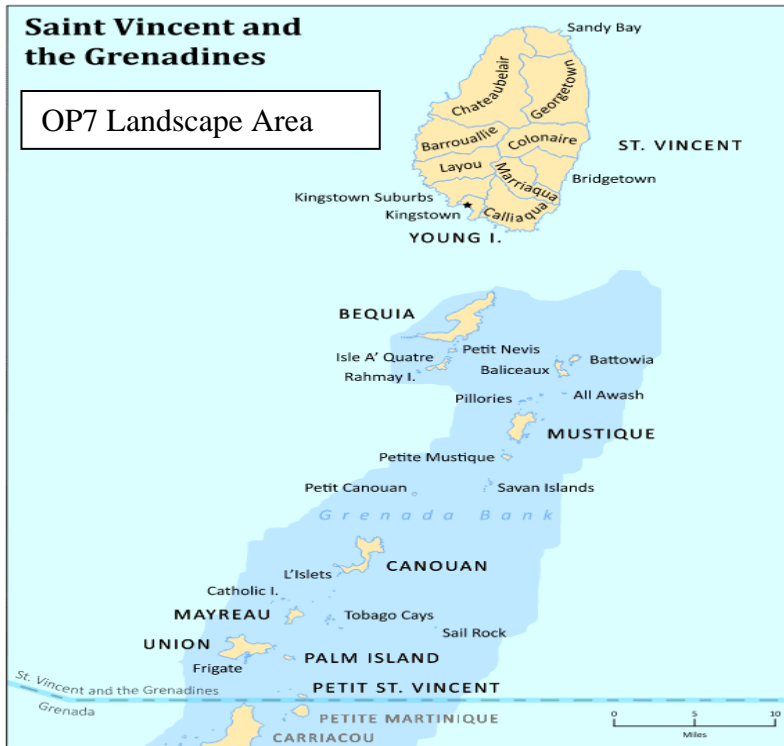 Saint Vincent and
the Grenadines
OP7 Landscape Area
Sandy Bay
Chateaubelair
Georgetown
Barrouallie
Colonaire
ST. VINCENT
Layou
Marriaqua
Bridgetown
Kingstown Suburbs
Kingstown
Calliaqua
YOUNG I.
BEQUIA
Petit Nevis
Isle A' Quatre
Battowia
Baliceaux
Rahmay I.
All Awash
Pillories
MUSTIQUE
Petite Mustique
Petit Canouan
Savan Islands
Grenada Bank
CANOUAN
L'Islets
Catholic I.
MAYREAU
Tobago Cays
Sail Rock
UNION
PALM ISLAND
Frigate
St. Vincent and the Grenadines
PETIT ST. VINCENT
Grenada
PETITE MARTINIQUE
CARRIACOU
0 5 10
Miles